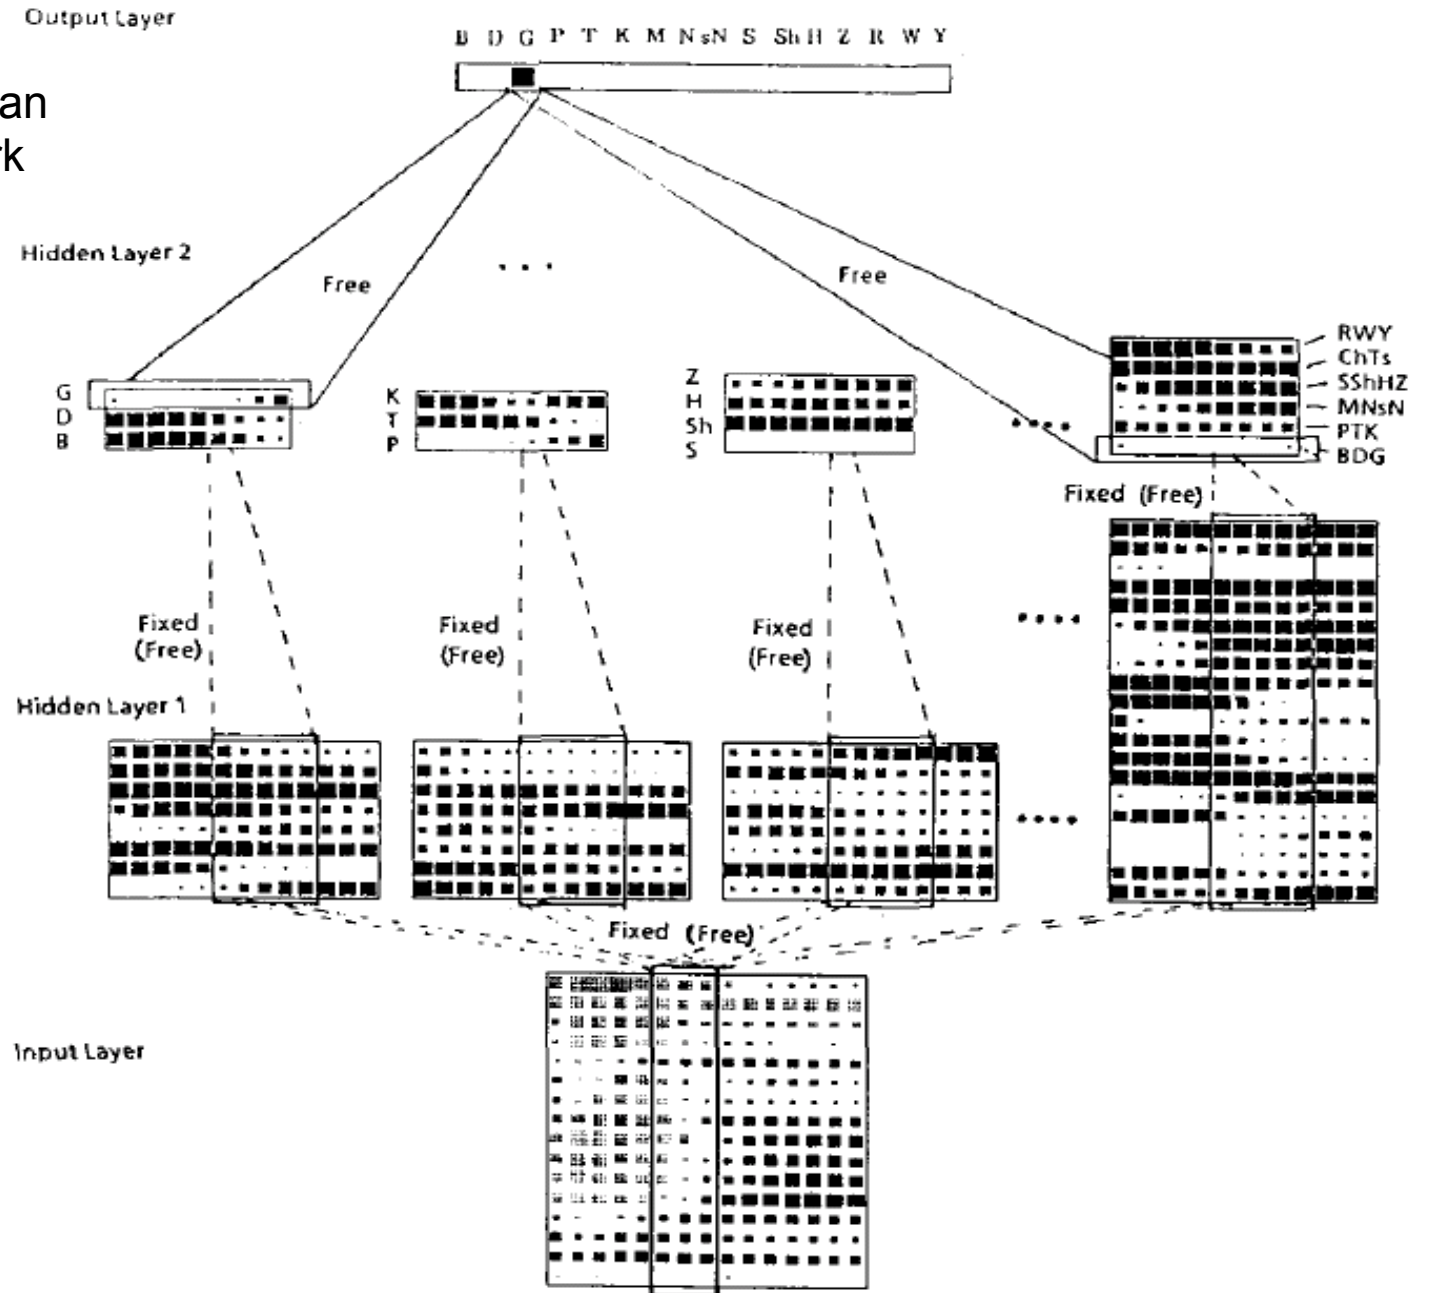 Output Layer
B D G P T K M N sN S Sh H Z R W Y
an
rk
Hidden Layer 2
Free
Free
G
D
B
K
T
P
Z
H
Sh
S
RWY
ChTs
SShHZ
MNsN
PTK
BDG
Fixed (Free)
Fixed
(Free)
Fixed
(Free)
Fixed
(Free)
Hidden Layer 1
Fixed (Free)
Input Layer